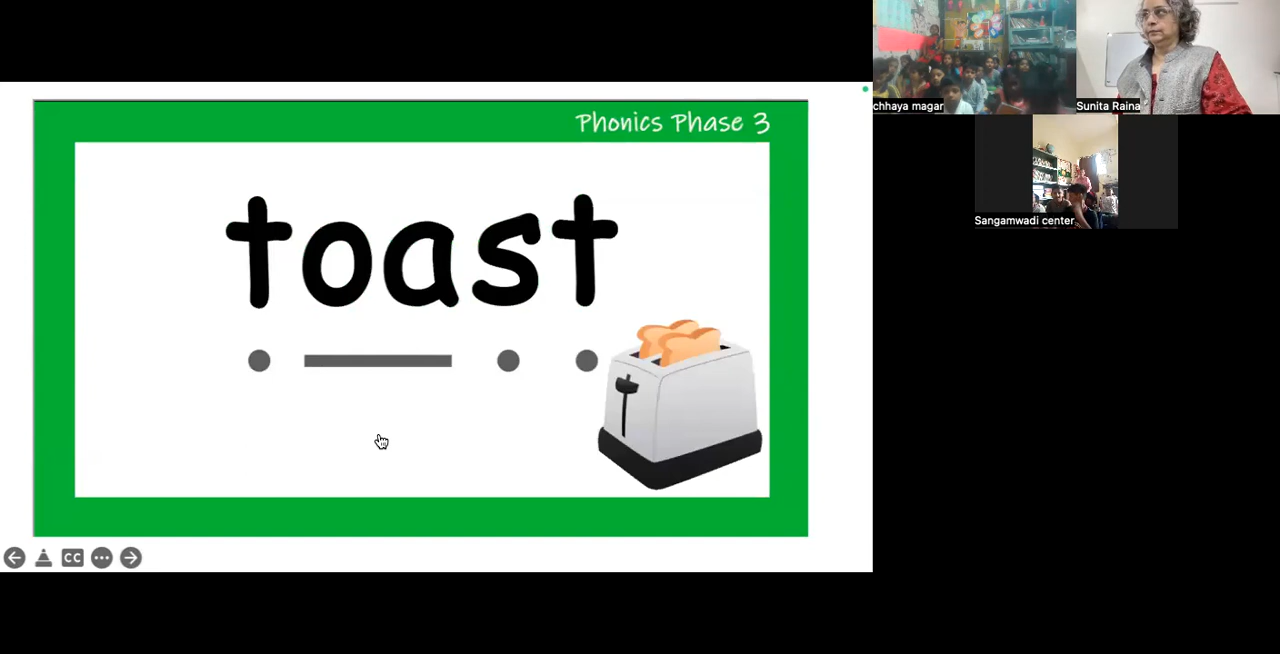 Phonics Phase 3
toast
CC
chhaya magar
Sunita Raina
Sangamwadi center